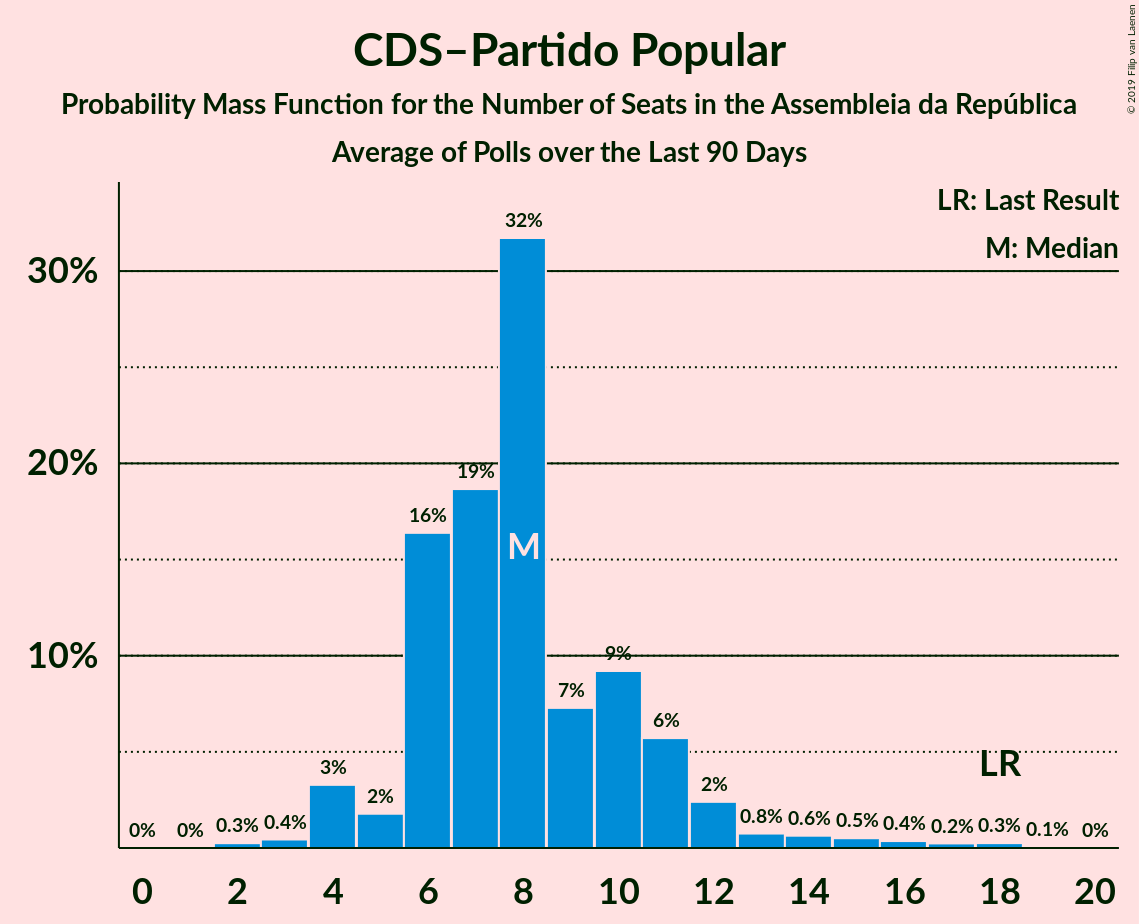 CDS–Partido Popular
Probability Mass Function for the Number of Seats in the Assembleia da República
Average of Polls over the Last 90 Days
© 2019 Filip van Laenen
LR: Last Result
M: Median
30%
20%
10%
0% 0% 0.3% 0.4% 3% 2% 16% 19% 32% 7% 9% 6% 2% 0.8% 0.6% 0.5% 0.4% 0.2% 0.3% 0.1% 0%
M
LR
0 2 4 6 8 10 12 14 16 18 20